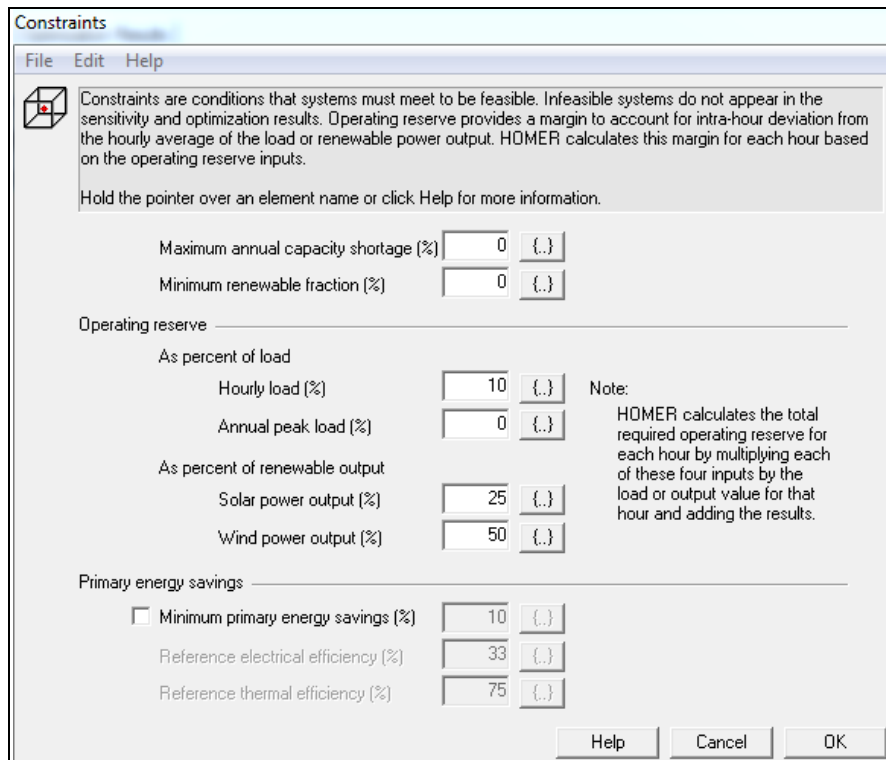 Constraints
File Edit Help
Constraints are conditions that systems must meet to be feasible. Infeasible systems do not appear in the
sensitivity and optimization results. Operating reserve provides a margin to account for intra-hour deviation from
the hourly average of the load or renewable power output. HOMER calculates this margin for each hour based
on the operating reserve inputs.
Hold the pointer over an element name or click Help for more information.
Maximum annual capacity shortage (%) 0 {..}
Minimum renewable fraction (%) 0 {..}
Operating reserve
As percent of load
Hourly load (%) 10 {..}
Annual peak load (%) 0 {..}
As percent of renewable output
Solar power output (%) 25 {..}
Wind power output (%) 50 {..}
Note:
HOMER calculates the total
required operating reserve for
each hour by multiplying each
of these four inputs by the
load or output value for that
hour and adding the results.
Primary energy savings
Minimum primary energy savings (%) 10 {..}
Reference electrical efficiency (%) 33 {..}
Reference thermal efficiency (%) 75 {..}
Help Cancel OK